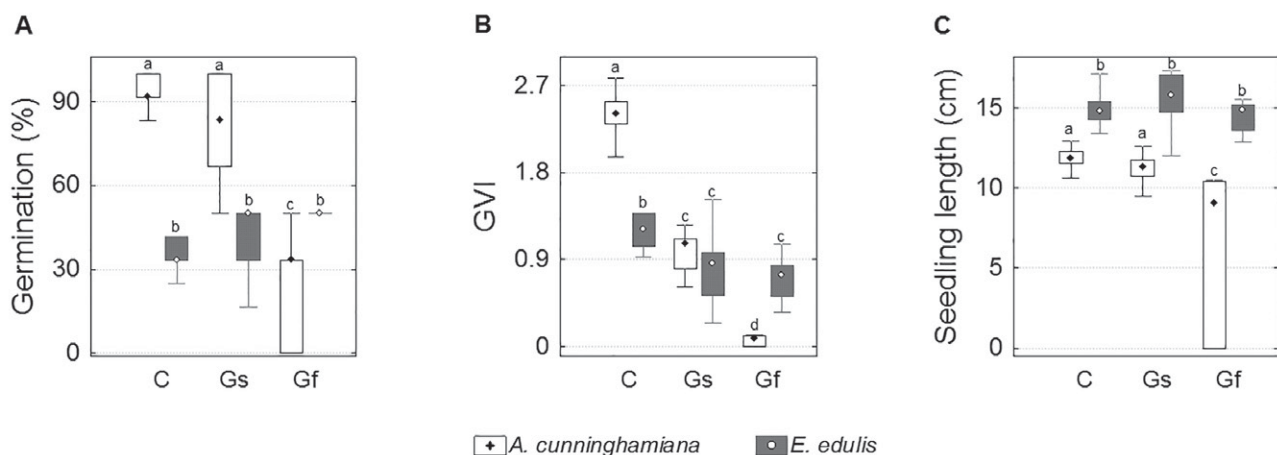 A
B
C
Germination (%)
90
60
30
0
a
a
b
b
c
b
C
Gs
Gf
GVI
2.7
1.8
0.9
0
a
b
c
c
d
c
C
Gs
Gf
Seedling length (cm)
15
10
5
0
a
b
a
b
c
b
C
Gs
Gf
A. cunninghamiana
E. edulis